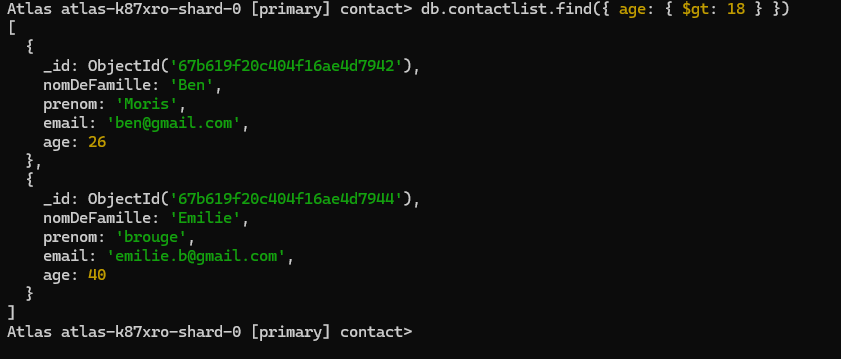 Atlas atlas-k87xro-shard-0 [primary] contact> db.contactlist.find({ age: { $gt: 18 } })
[
  {
    _id: ObjectId('67b619f20c404f16ae4d7942'),
    nomDeFamille: 'Ben',
    prenom: 'Moris',
    email: 'ben@gmail.com',
    age: 26
  },
  {
    _id: ObjectId('67b619f20c404f16ae4d7944'),
    nomDeFamille: 'Emilie',
    prenom: 'brouge',
    email: 'emilie.b@gmail.com',
    age: 40
  }
]
Atlas atlas-k87xro-shard-0 [primary] contact>